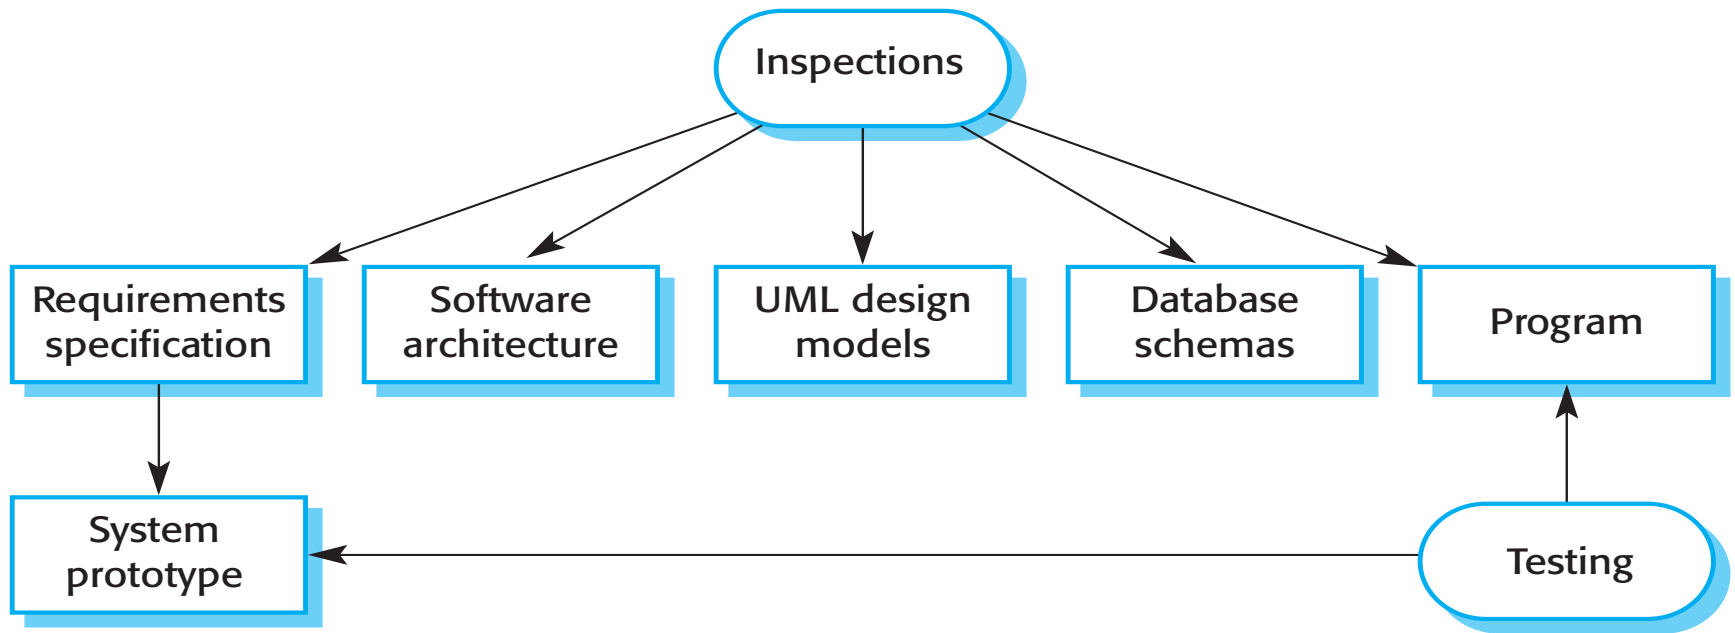 Inspections
Requirements
specification
Software
architecture
UML design
models
Database
schemas
Program
System
prototype
Testing